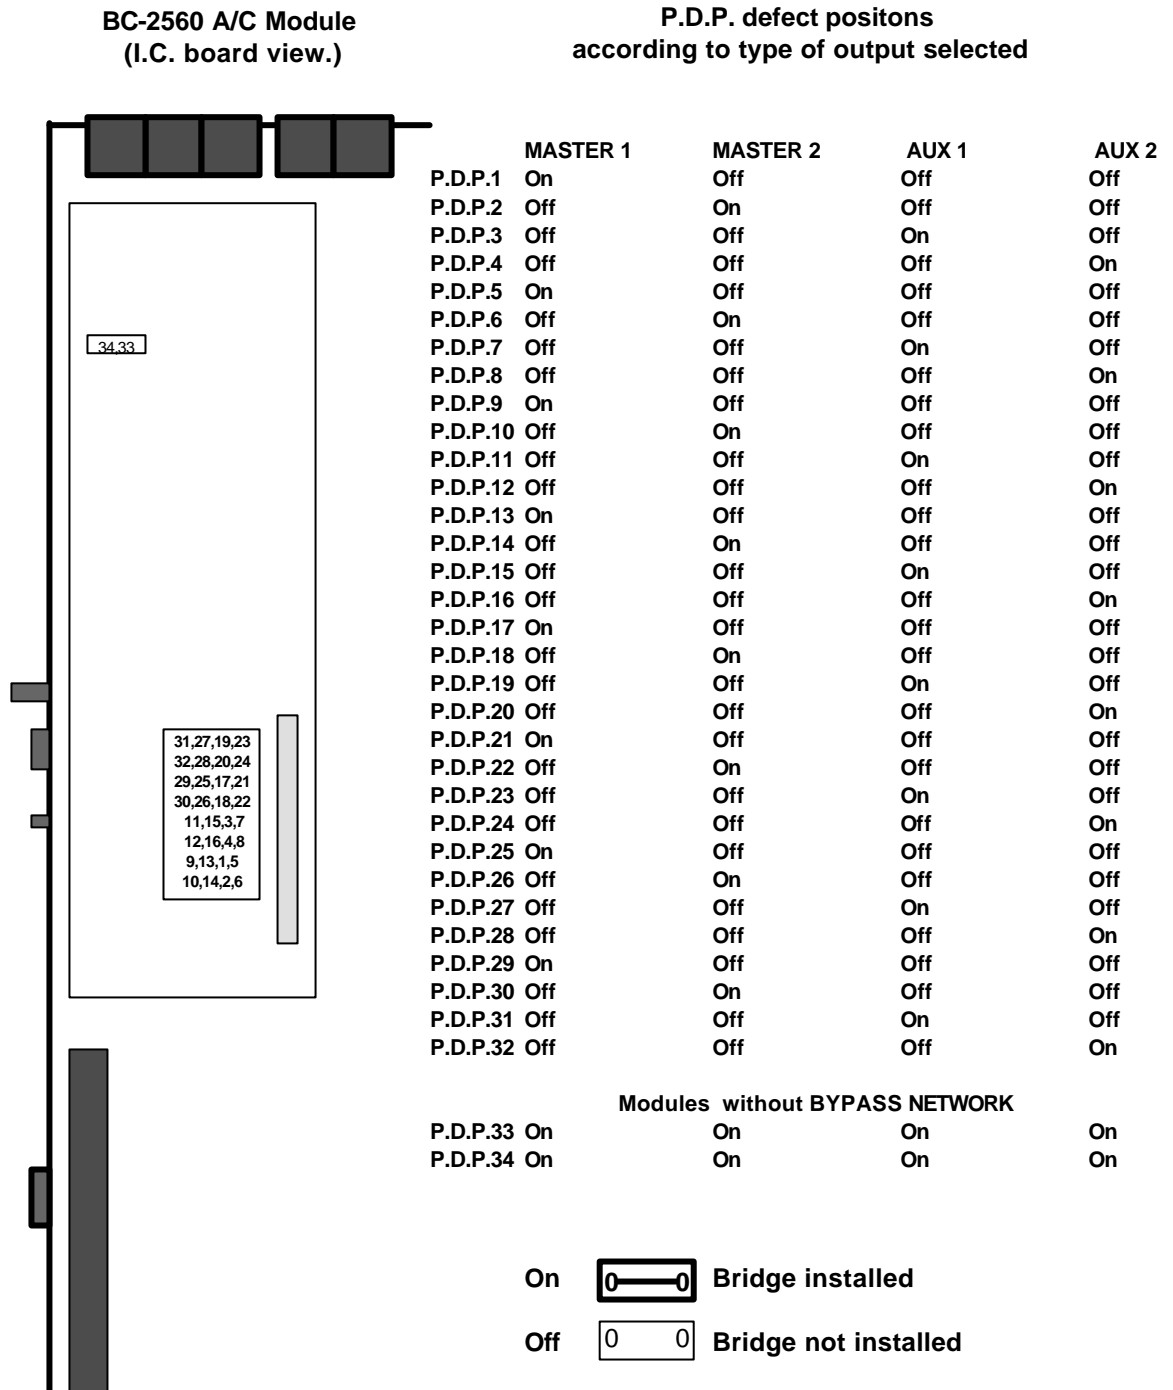 BC-2560 A/C Module
(I.C. board view.)
P.D.P. defect positons
according to type of output selected
MASTER 1 MASTER 2 AUX 1 AUX 2
P.D.P.1 On Off Off Off
P.D.P.2 Off On Off Off
P.D.P.3 Off Off On Off
P.D.P.4 Off Off Off On
P.D.P.5 On Off Off Off
P.D.P.6 Off On Off Off
P.D.P.7 Off Off On Off
P.D.P.8 Off Off Off On
P.D.P.9 On Off Off Off
P.D.P.10 Off On Off Off
P.D.P.11 Off Off On Off
P.D.P.12 Off Off Off On
P.D.P.13 On Off Off Off
P.D.P.14 Off On Off Off
P.D.P.15 Off Off On Off
P.D.P.16 Off Off Off On
P.D.P.17 On Off Off Off
P.D.P.18 Off On Off Off
P.D.P.19 Off Off On Off
P.D.P.20 Off Off Off On
P.D.P.21 On Off Off Off
P.D.P.22 Off On Off Off
P.D.P.23 Off Off On Off
P.D.P.24 Off Off Off On
P.D.P.25 On Off Off Off
P.D.P.26 Off On Off Off
P.D.P.27 Off Off On Off
P.D.P.28 Off Off Off On
P.D.P.29 On Off Off Off
P.D.P.30 Off On Off Off
P.D.P.31 Off Off On Off
P.D.P.32 Off Off Off On
Modules without BYPASS NETWORK
P.D.P.33 On On On On
P.D.P.34 On On On On
34,33
31,27,19,23
32,28,20,24
29,25,17,21
30,26,18,22
11,15,3,7
12,16,4,8
9,13,1,5
10,14,2,6
On 0 0 Bridge installed
Off 0 0 Bridge not installed